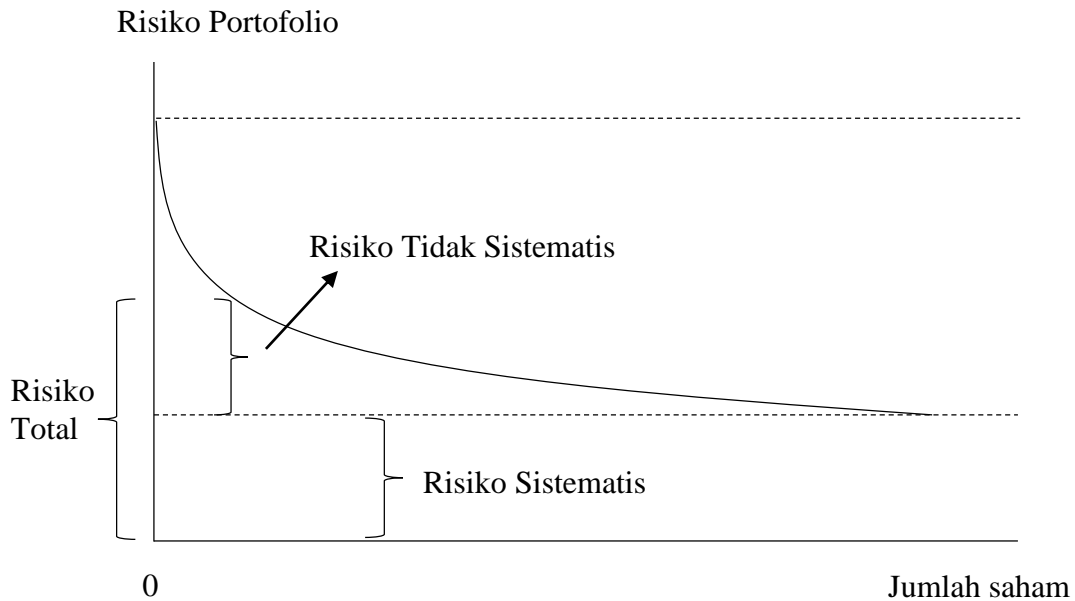 Risiko Portofolio
Risiko Tidak Sistematis
Risiko
Total
Risiko Sistematis
0
Jumlah saham